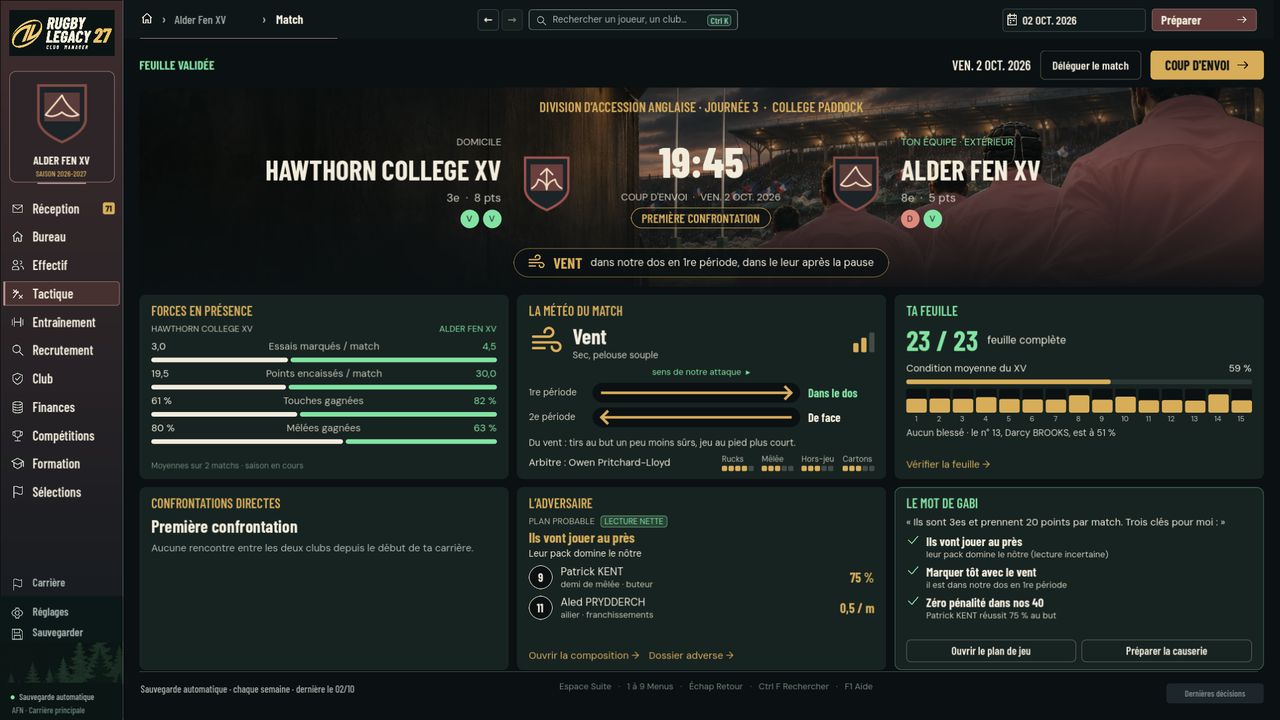 RUGBY
LEGACY 27
CLUB MANAGER
ALDER FEN XV
SAISON 2026-2027
Réception 71
Bureau
Effectif
Tactique
Entraînement
Recrutement
Club
Finances
Compétitions
Formation
Sélections
Carrière
Réglages
Sauvegarder
Sauvegarde automatique
AFN · Carrière principale
Alder Fen XV › Match
Rechercher un joueur, un club... Ctrl K
02 OCT. 2026
Préparer →
FEUILLE VALIDÉE
VEN. 2 OCT. 2026
Déléguer le match
COUP D'ENVOI →
DIVISION D'ACCESSION ANGLAISE · JOURNÉE 3 · COLLEGE PADDOCK
DOMICILE
HAWTHORN COLLEGE XV
3e · 8 pts
V V
19:45
COUP D'ENVOI · VEN. 2 OCT. 2026
PREMIÈRE CONFRONTATION
TON ÉQUIPE · EXTÉRIEUR
ALDER FEN XV
8e · 5 pts
D V
VENT dans notre dos en 1re période, dans le leur après la pause
FORCES EN PRÉSENCE
HAWTHORN COLLEGE XV ALDER FEN XV
3,0 Essais marqués / match 4,5
19,5 Points encaissés / match 30,0
61 % Touches gagnées 82 %
80 % Mêlées gagnées 63 %
Moyennes sur 2 matchs · saison en cours
LA MÉTÉO DU MATCH
Vent
Sec, pelouse souple
sens de notre attaque ▸
1re période Dans le dos
2e période De face
Du vent : tirs au but un peu moins sûrs, jeu au pied plus court.
Arbitre : Owen Pritchard-Lloyd
Rucks Mêlée Hors-jeu Cartons
TA FEUILLE
23 / 23 feuille complète
Condition moyenne du XV 59 %
1 2 3 4 5 6 7 8 9 10 11 12 13 14 15
Aucun blessé · le n° 13, Darcy BROOKS, est à 51 %
Vérifier la feuille →
CONFRONTATIONS DIRECTES
Première confrontation
Aucune rencontre entre les deux clubs depuis le début de ta carrière.
L'ADVERSAIRE
PLAN PROBABLE LECTURE NETTE
Ils vont jouer au près
Leur pack domine le nôtre
9 Patrick KENT 75 %
demi de mêlée · buteur
11 Aled PRYDDERCH 0,5 / m
ailier · franchissements
Ouvrir la composition → Dossier adverse →
LE MOT DE GABI
« Ils sont 3es et prennent 20 points par match. Trois clés pour moi : »
Ils vont jouer au près
leur pack domine le nôtre (lecture incertaine)
Marquer tôt avec le vent
il est dans notre dos en 1re période
Zéro pénalité dans nos 40
Patrick KENT réussit 75 % au but
Ouvrir le plan de jeu
Préparer la causerie
Sauvegarde automatique · chaque semaine · dernière le 02/10
Espace Suite · 1 à 9 Menus · Échap Retour · Ctrl F Rechercher · F1 Aide
Dernières décisions